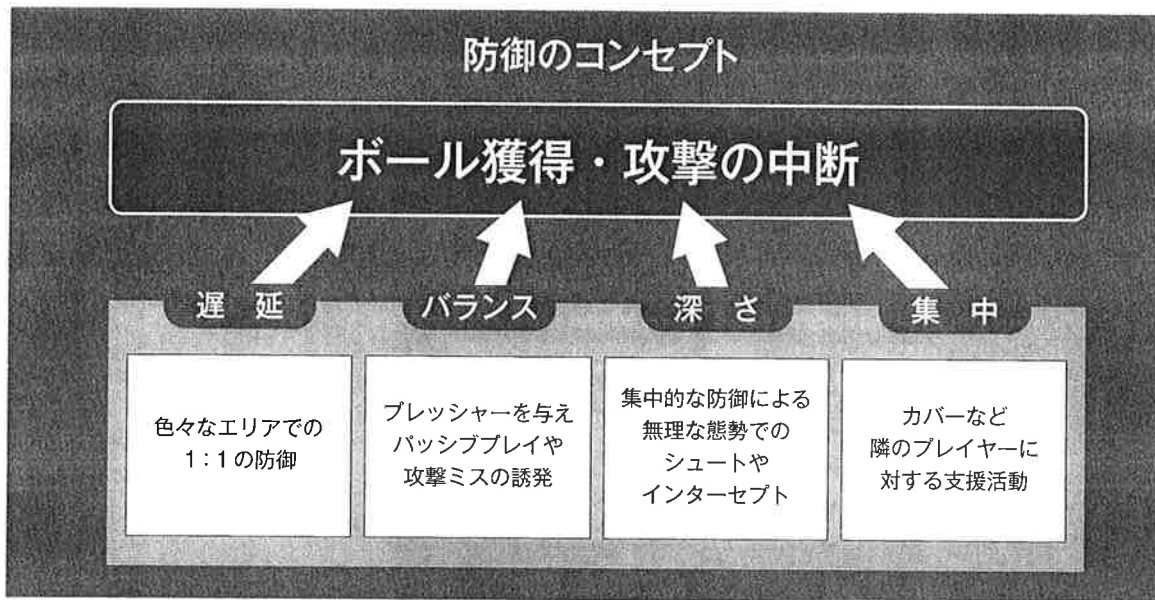 防御のコンセプト
ボール獲得・攻撃の中断
遅延
バランス
深さ
集中
色々なエリアでの
1:1の防御
プレッシャーを与え
パッシブプレイや
攻撃ミスの誘発
集中的な防御による
無理な態勢での
シュートや
インターセプト
カバーなど
隣のプレイヤーに
対する支援活動